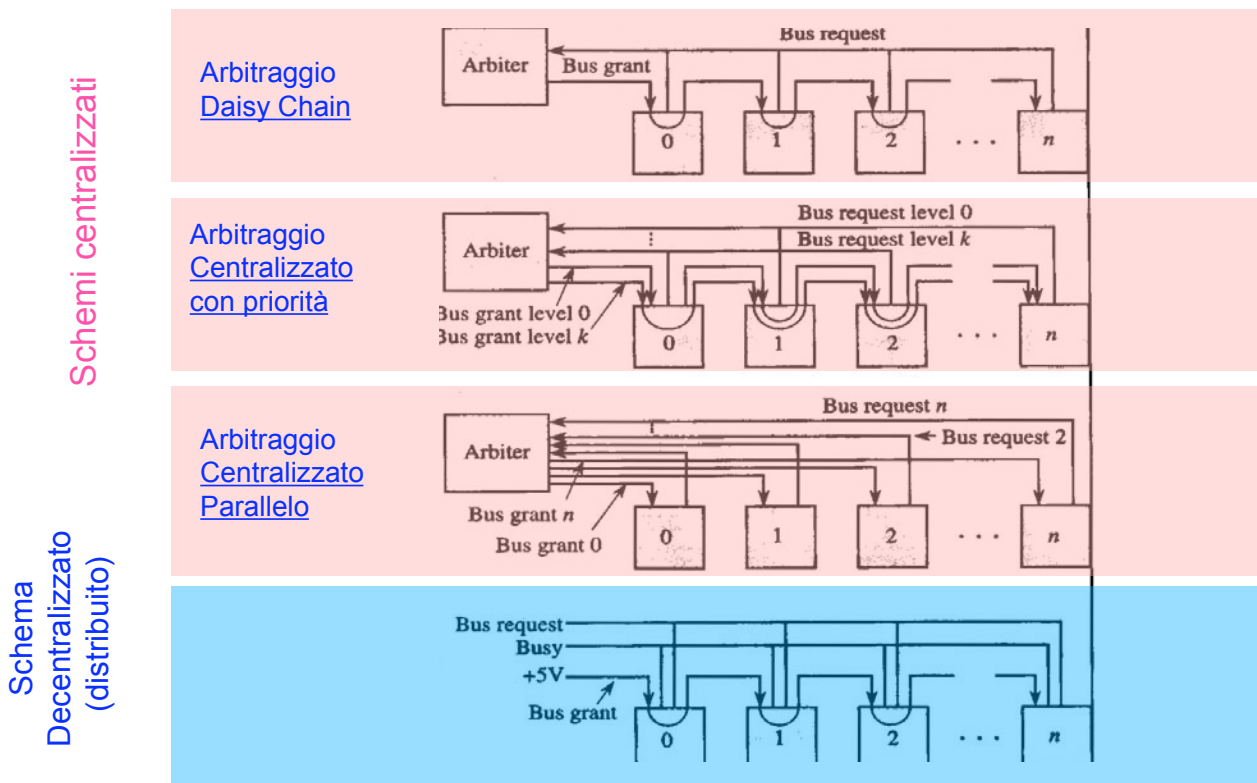 Schemi centralizzati
Arbitraggio
Daisy Chain
Bus request
Arbiter
Bus grant
0
1
2
. . .
n
Arbitraggio
Centralizzato
con priorità
Bus request level 0
Bus request level k
Arbiter
Bus grant level 0
Bus grant level k
0
1
2
. . .
n
Arbitraggio
Centralizzato
Parallelo
Bus request n
Bus request 2
Arbiter
Bus grant n
Bus grant 0
0
1
2
. . .
n
Schema
Decentralizzato
(distribuito)
Bus request
Busy
+5V
Bus grant
0
1
2
. . .
n